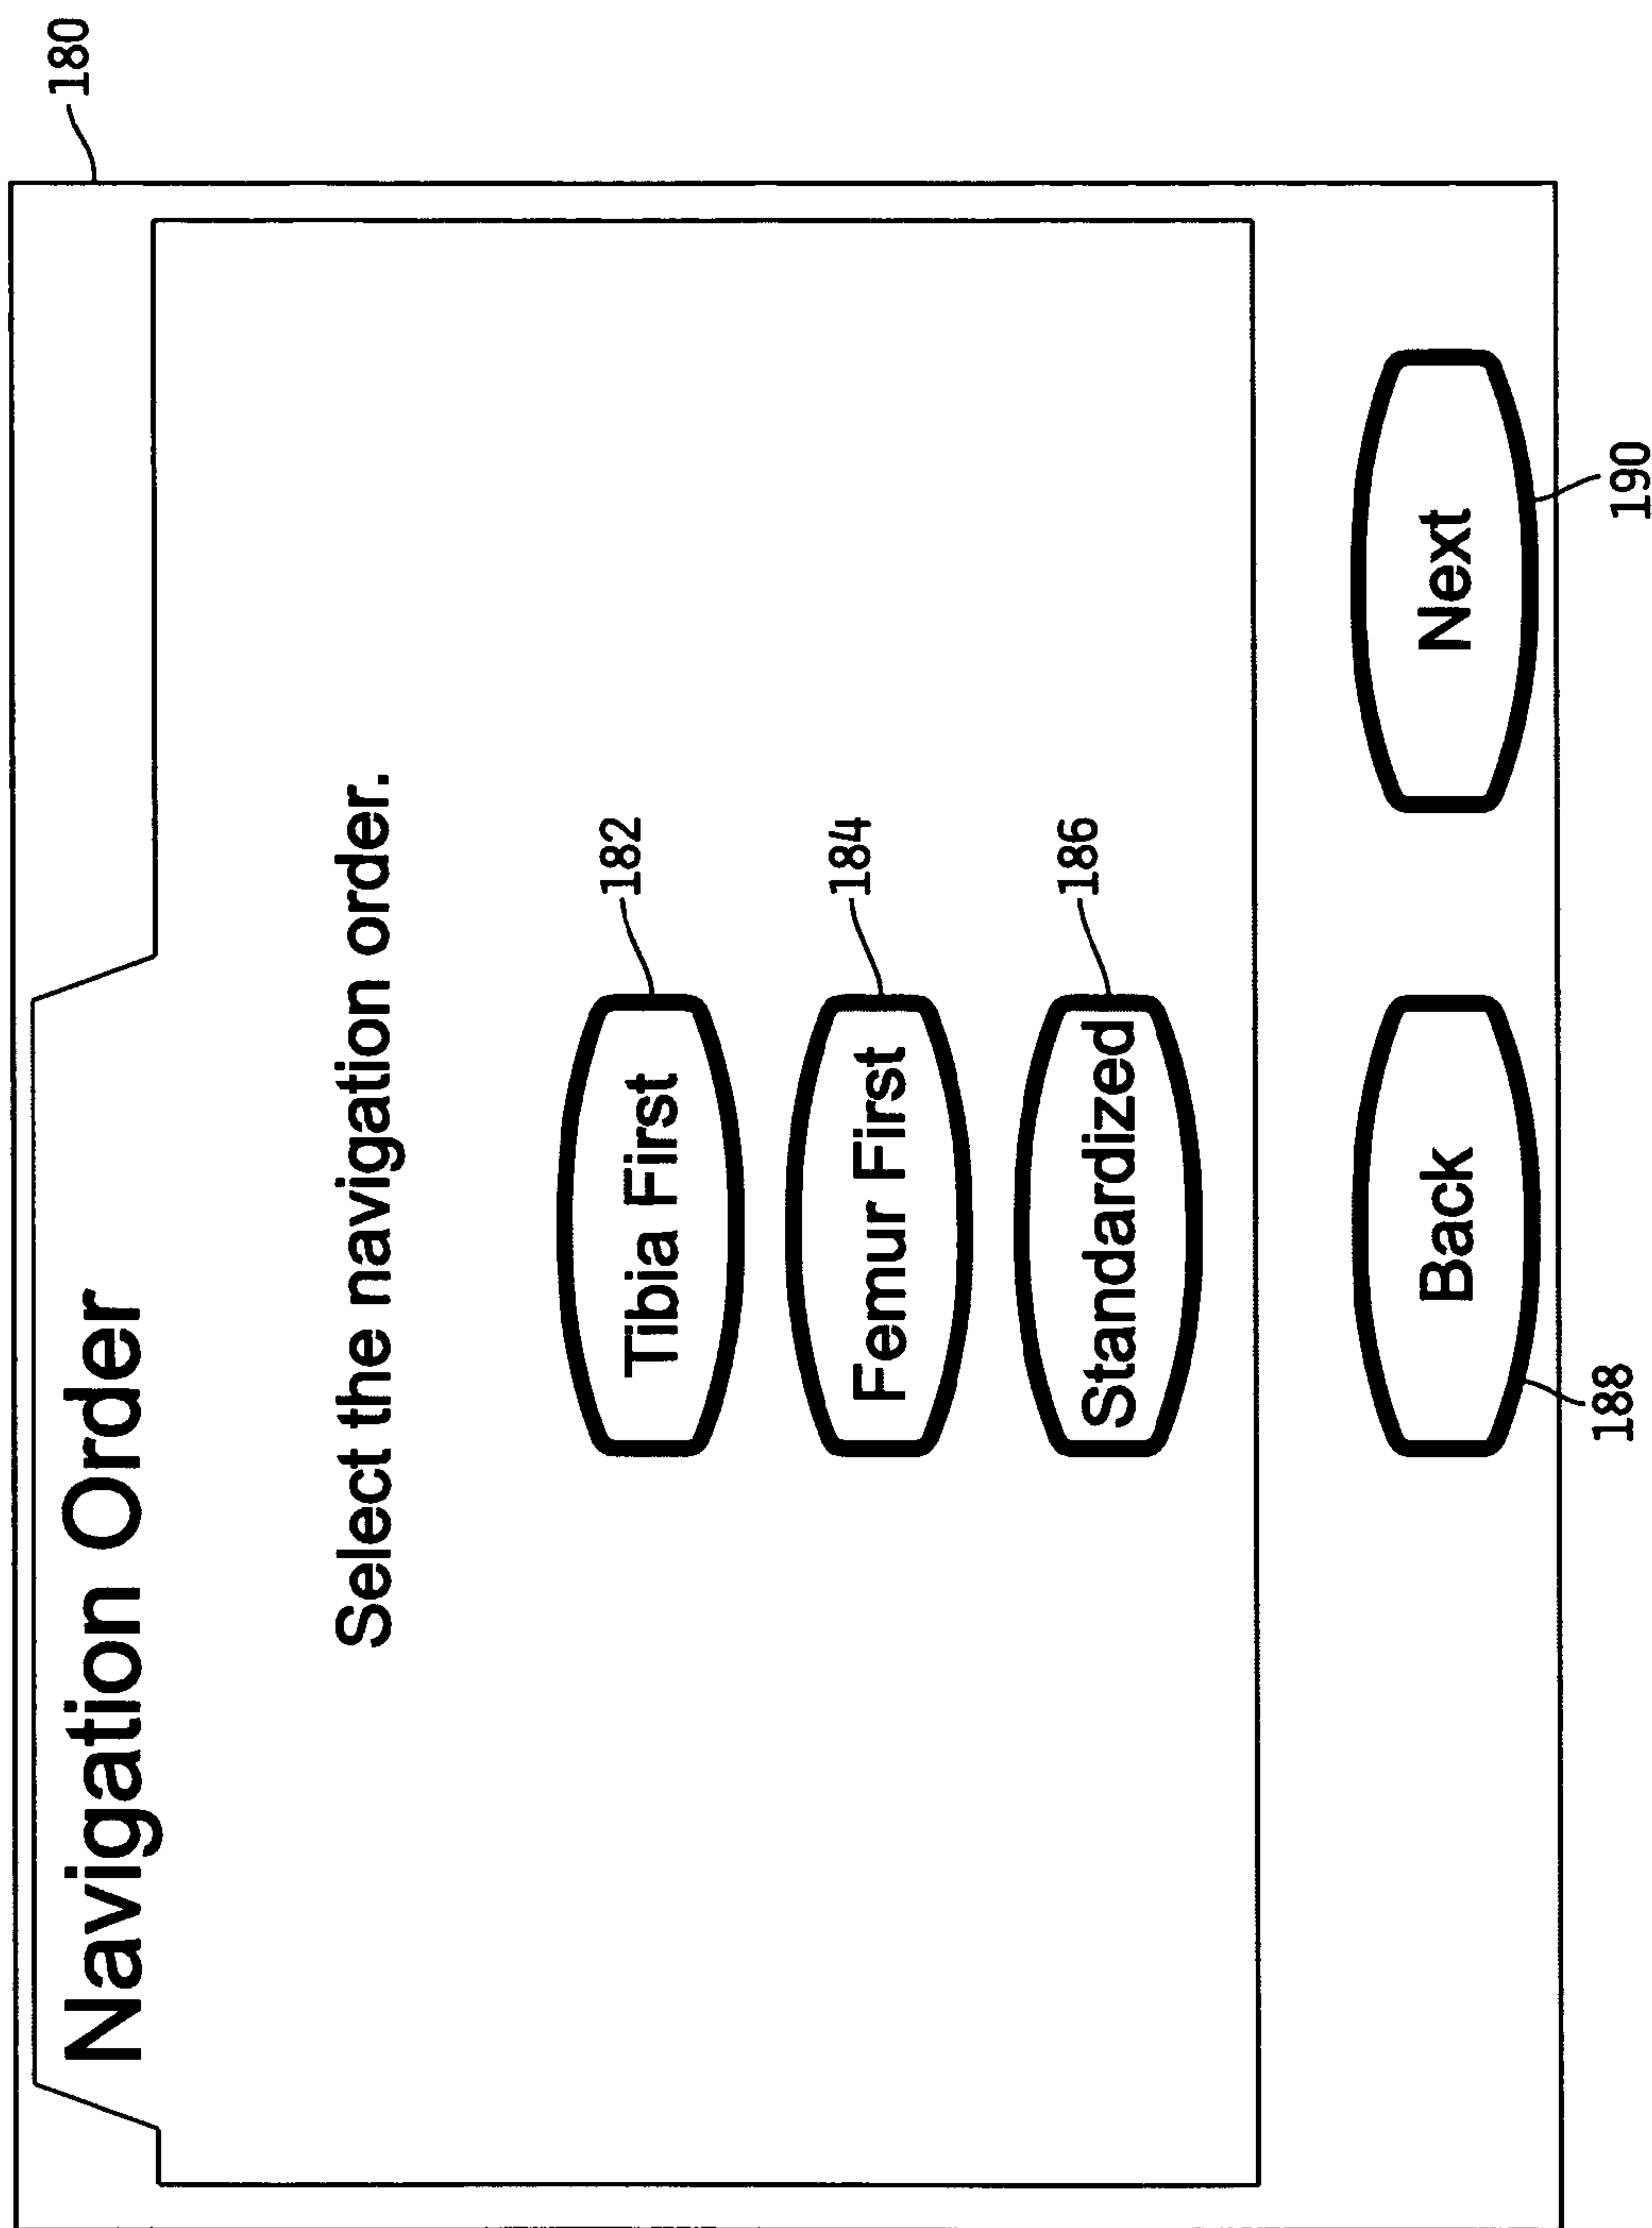 180
Navigation Order
Select the navigation order.
Tibia First
182
Femur First
184
Standardized
186
Back
Next
188
190